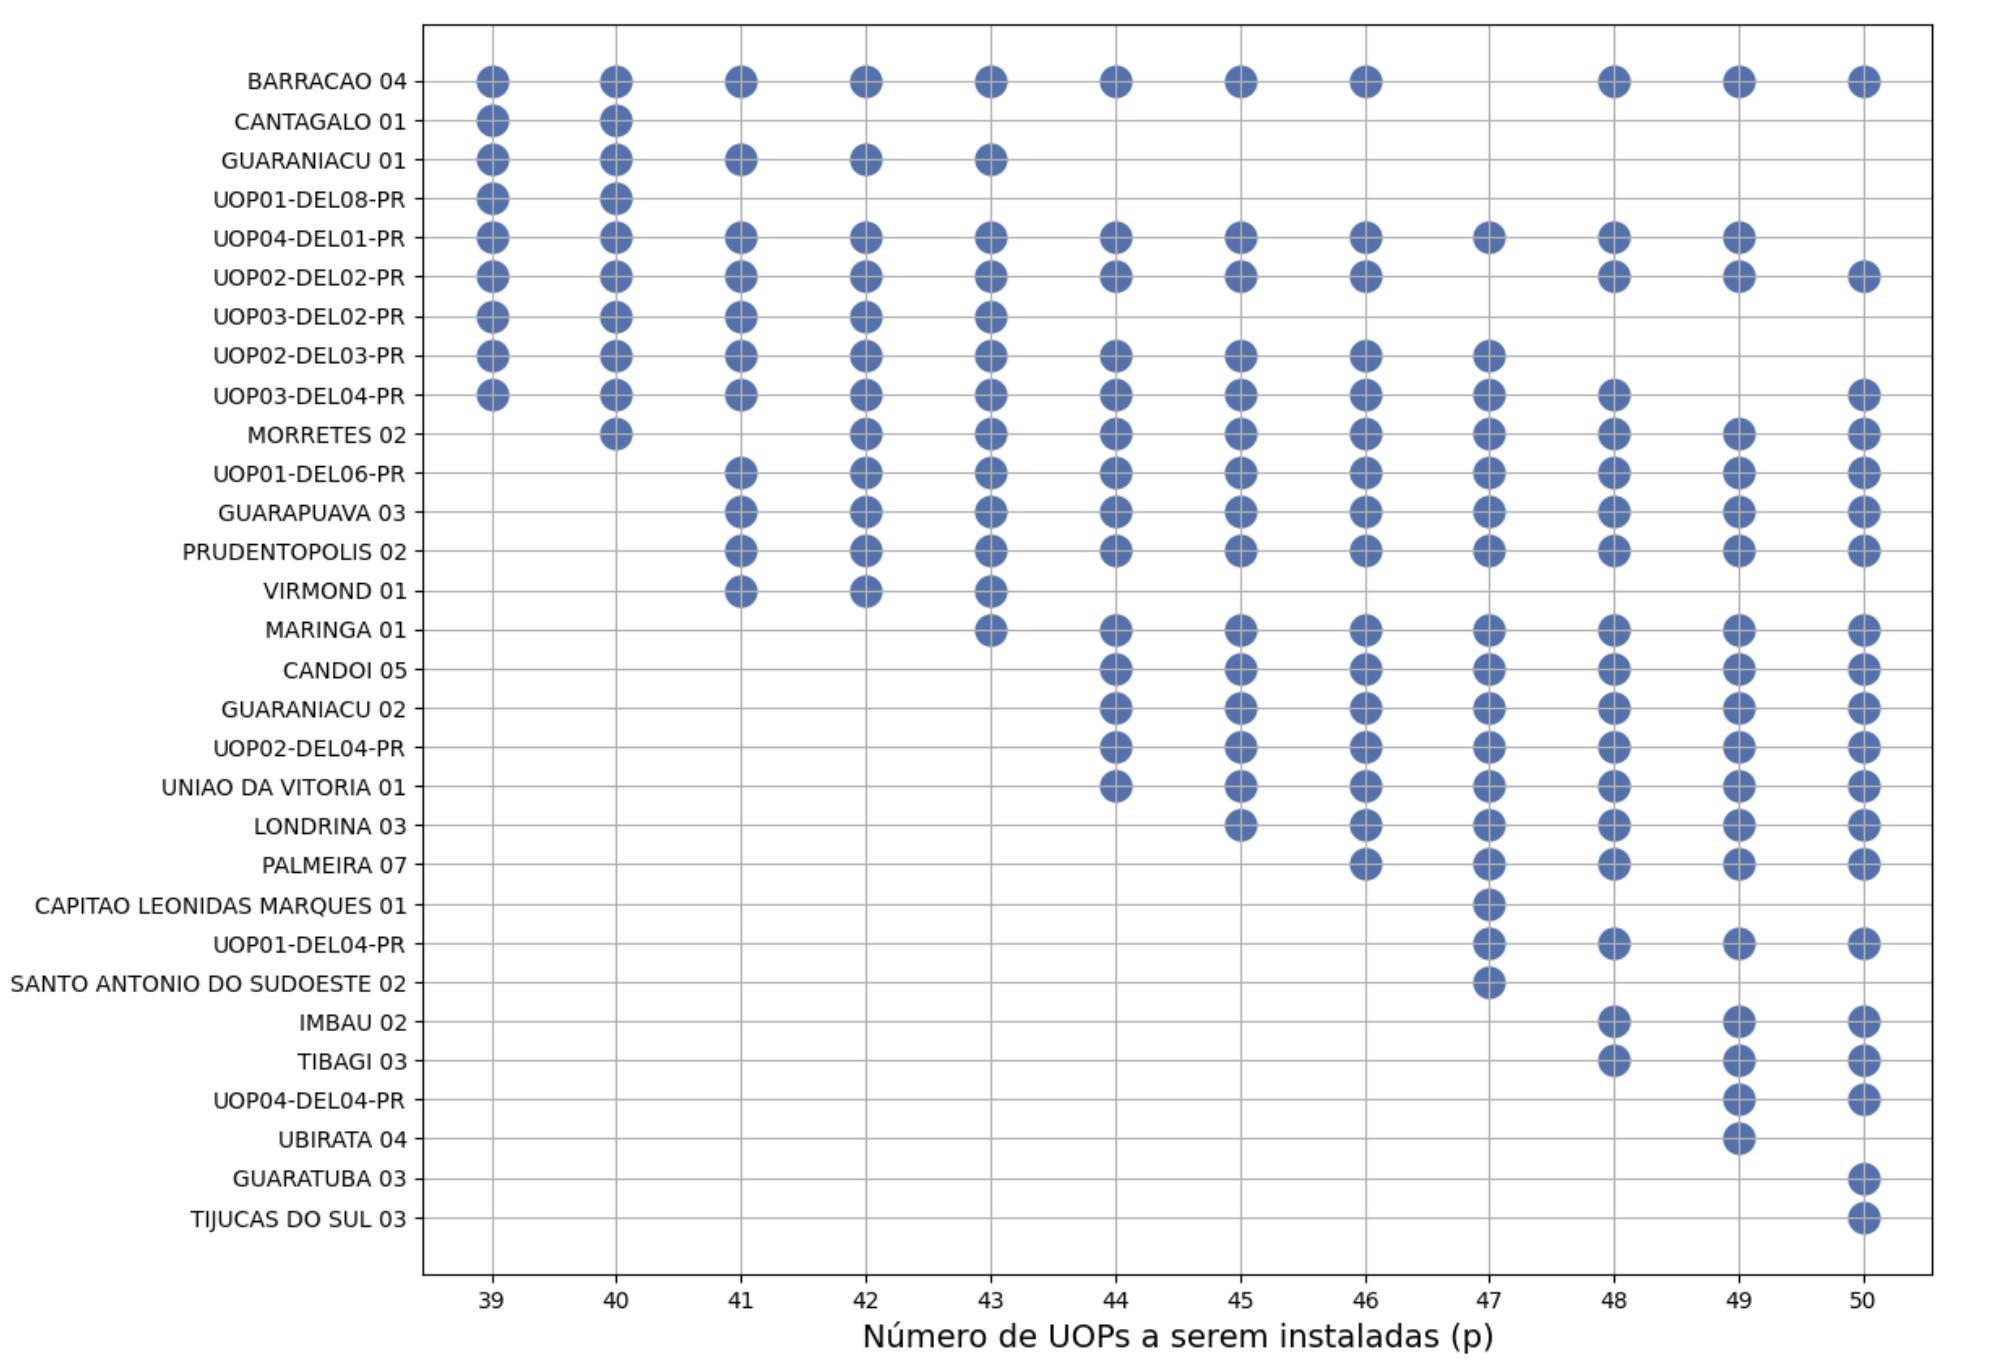 BARRACAO 04
CANTAGALO 01
GUARANIACU 01
UOP01-DEL08-PR
UOP04-DEL01-PR
UOP02-DEL02-PR
UOP03-DEL02-PR
UOP02-DEL03-PR
UOP03-DEL04-PR
MORRETES 02
UOP01-DEL06-PR
GUARAPUAVA 03
PRUDENTOPOLIS 02
VIRMOND 01
MARINGA 01
CANDOI 05
GUARANIACU 02
UOP02-DEL04-PR
UNIAO DA VITORIA 01
LONDRINA 03
PALMEIRA 07
CAPITAO LEONIDAS MARQUES 01
UOP01-DEL04-PR
SANTO ANTONIO DO SUDOESTE 02
IMBAU 02
TIBAGI 03
UOP04-DEL04-PR
UBIRATA 04
GUARATUBA 03
TIJUCAS DO SUL 03
39 40 41 42 43 44 45 46 47 48 49 50
Número de UOPs a serem instaladas (p)